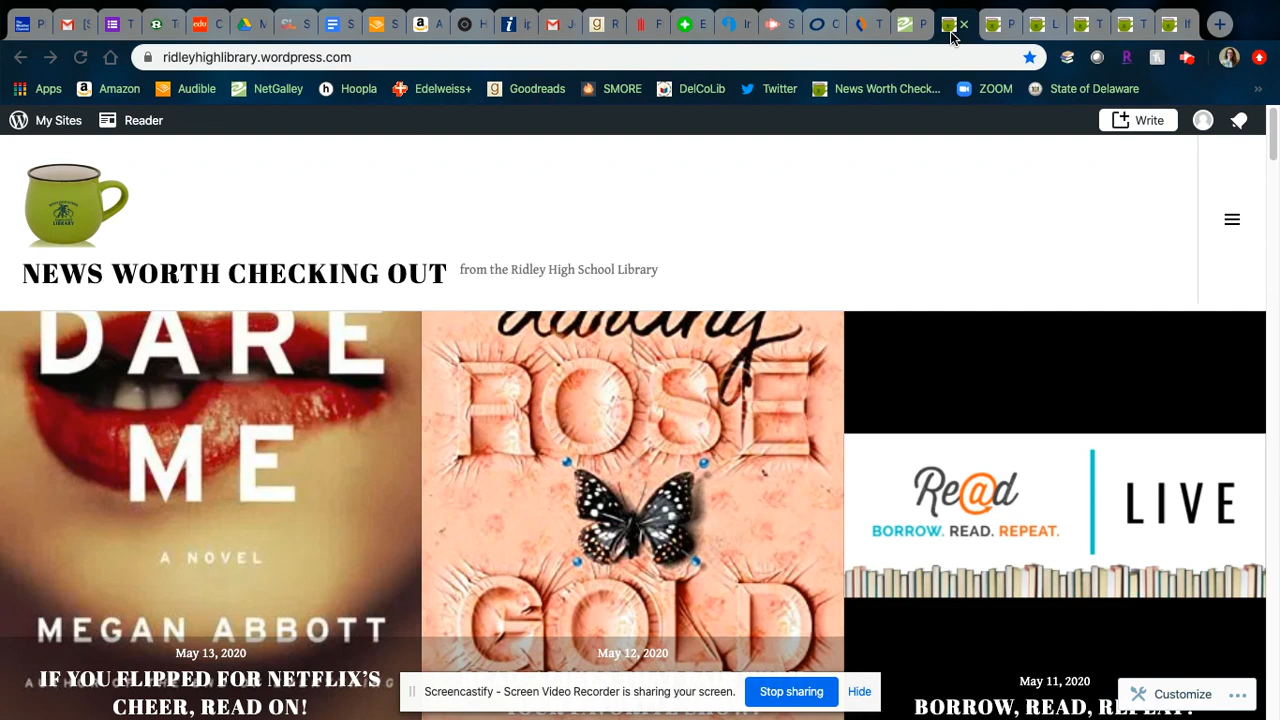 ridleyhighlibrary.wordpress.com
Apps Amazon Audible NetGalley Hoopla Edelweiss+ Goodreads SMORE DelCoLib Twitter News Worth Check... ZOOM State of Delaware »
My Sites Reader Write
NEWS WORTH CHECKING OUT from the Ridley High School Library
DARE
ME
A NOVEL
MEGAN ABBOTT
May 13, 2020
IF YOU FLIPPED FOR NETFLIX'S
CHEER, READ ON!
darling
ROSE
GOLD
May 12, 2020
Re@d
BORROW. READ. REPEAT.
LIVE
May 11, 2020
BORROW, READ, REPEAT!
Screencastify - Screen Video Recorder is sharing your screen. Stop sharing Hide
Customize